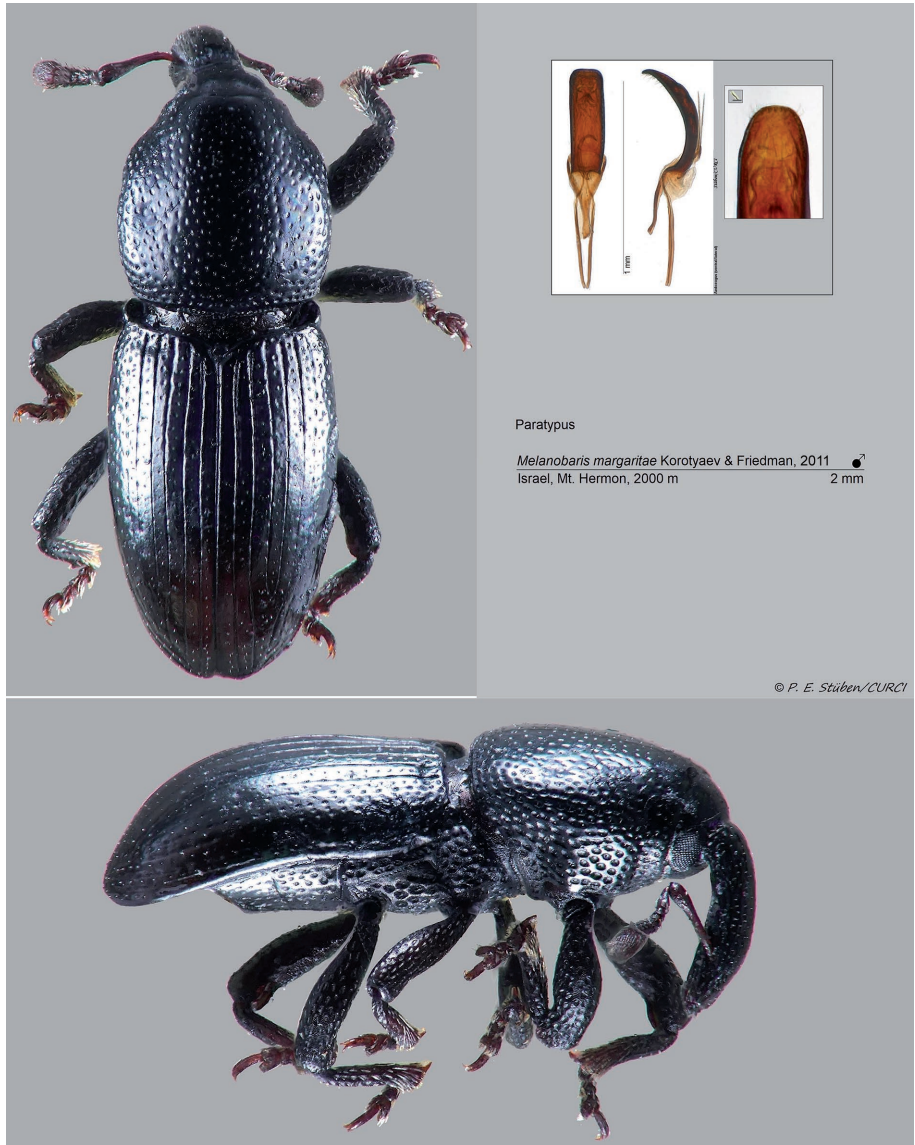 1 mm
Paratypus
Melanobaris margaritae Korotyaev & Friedman, 2011 ♂
Israel, Mt. Hermon, 2000 m 2 mm
© P. E. Stüben/CURCI